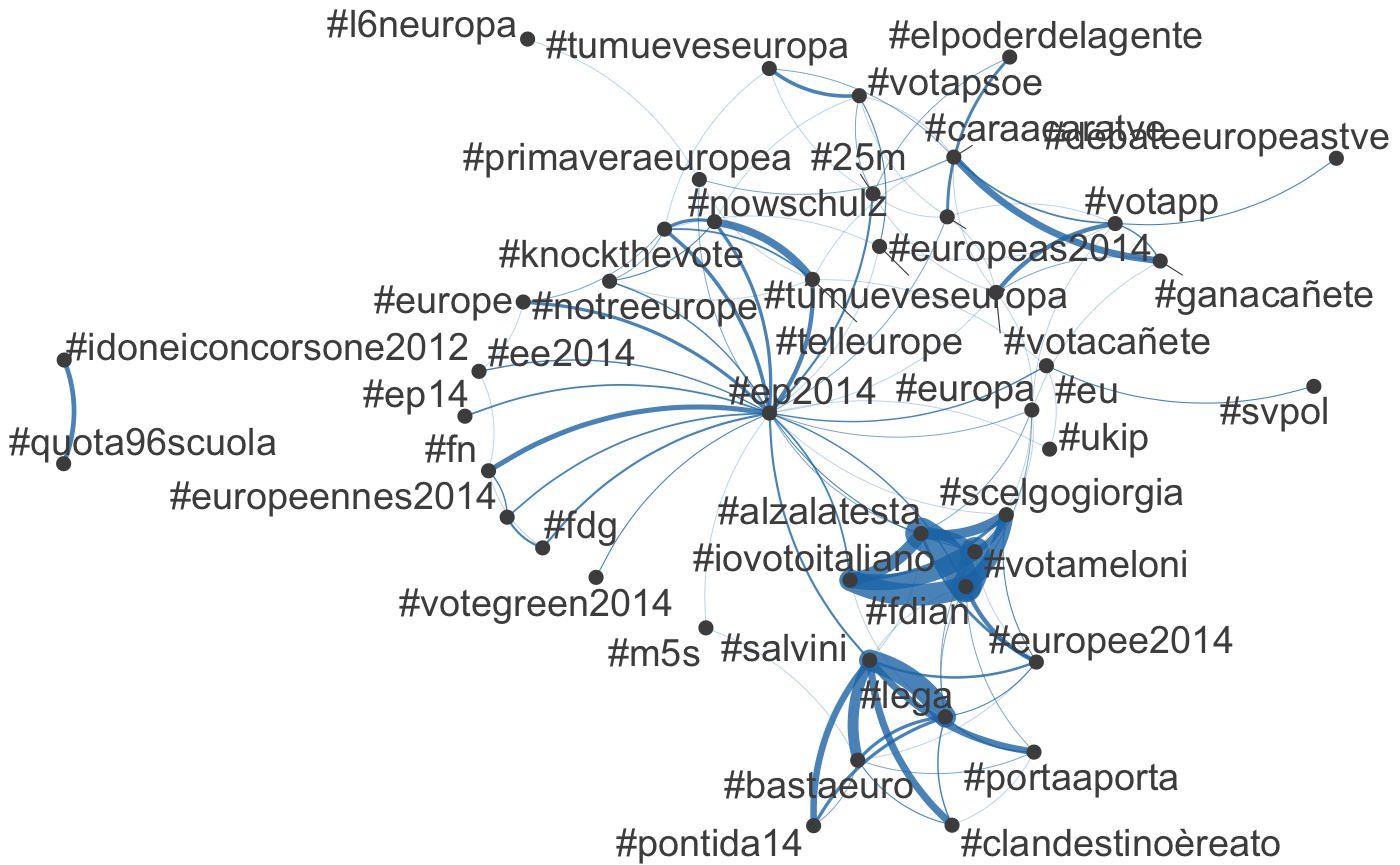 #l6neuropa
#tumueveseuropa
#elpoderdelagente
#votapsoe
#caraacaratve
#debateeuropeastve
#primaveraeuropea
#25m
#nowschulz
#votapp
#knockthevote
#europeas2014
#europe
#notreeurope
#tumueveseuropa
#ganacañete
#idoneiconcorsone2012
#ee2014
#telleurope
#votacañete
#ep14
#ep2014
#europa
#eu
#svpol
#quota96scuola
#fn
#ukip
#europeennes2014
#scelgogiorgia
#fdg
#alzalatesta
#iovotoitaliano
#votameloni
#votegreen2014
#fdian
#m5s
#salvini
#europee2014
#lega
#bastaeuro
#portaaporta
#pontida14
#clandestinoèreato